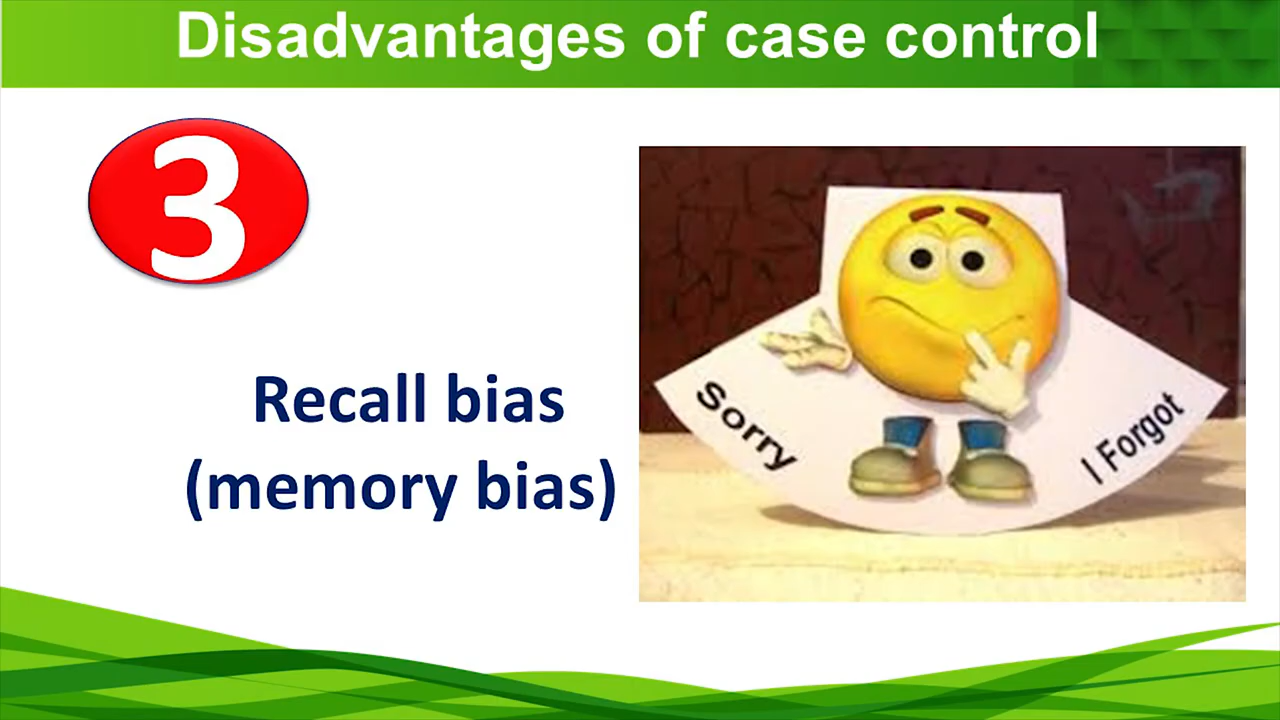 Disadvantages of case control
3
Recall bias
(memory bias)
Sorry
I Forgot